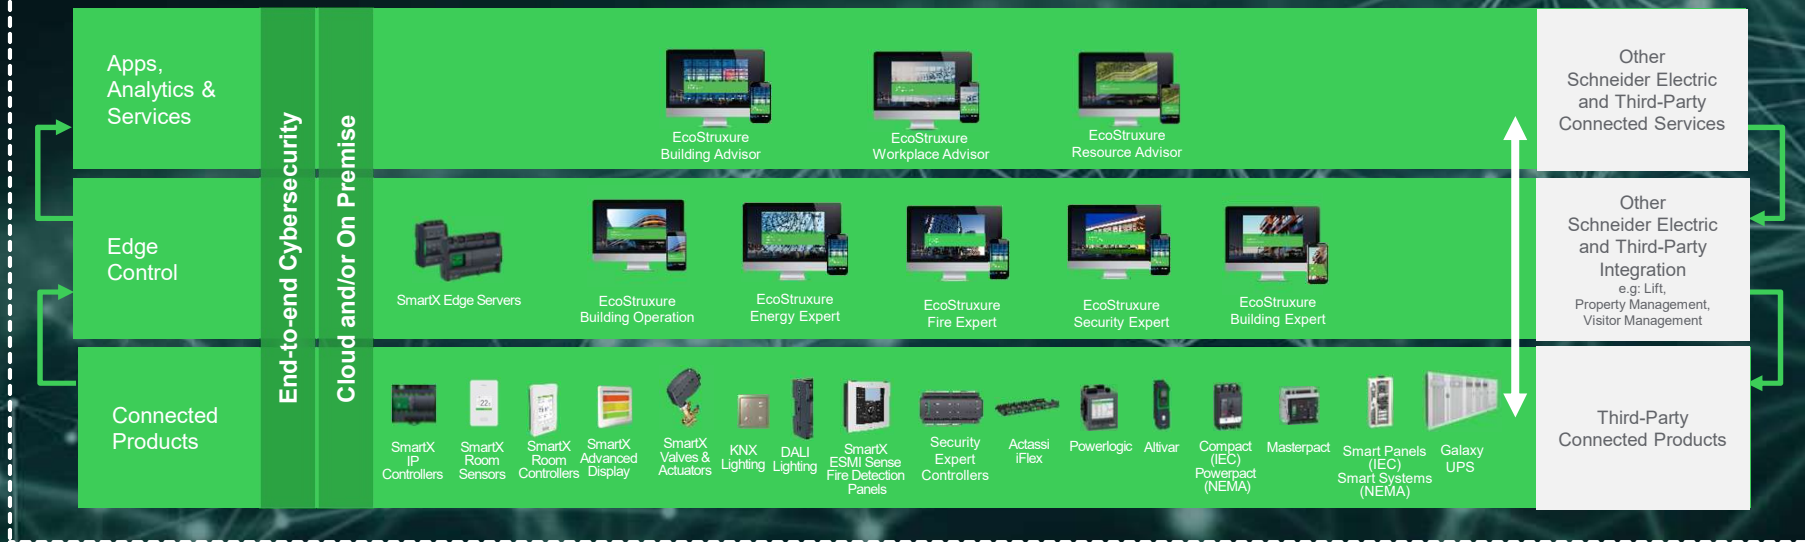 Apps,
Analytics &
Services
End-to-end Cybersecurity
Cloud and/or On Premise
EcoStruxure
Building Advisor
EcoStruxure
Workplace Advisor
EcoStruxure
Resource Advisor
Other
Schneider Electric
and Third-Party
Connected Services
Edge
Control
SmartX Edge Servers
EcoStruxure
Building Operation
EcoStruxure
Energy Expert
EcoStruxure
Fire Expert
EcoStruxure
Security Expert
EcoStruxure
Building Expert
Other
Schneider Electric
and Third-Party
Integration
e.g: Lift,
Property Management,
Visitor Management
Connected
Products
SmartX
IP
Controllers
SmartX
Room
Sensors
SmartX
Room
Controllers
SmartX
Advanced
Display
SmartX
Valves &
Actuators
KNX
Lighting
DALI
Lighting
SmartX
ESMI Sense
Fire Detection
Panels
Security
Expert
Controllers
Actassi
iFlex
Powerlogic
Altivar
Compact
(IEC)
Powerpact
(NEMA)
Masterpact
Smart Panels
(IEC)
Smart Systems
(NEMA)
Galaxy
UPS
Third-Party
Connected Products